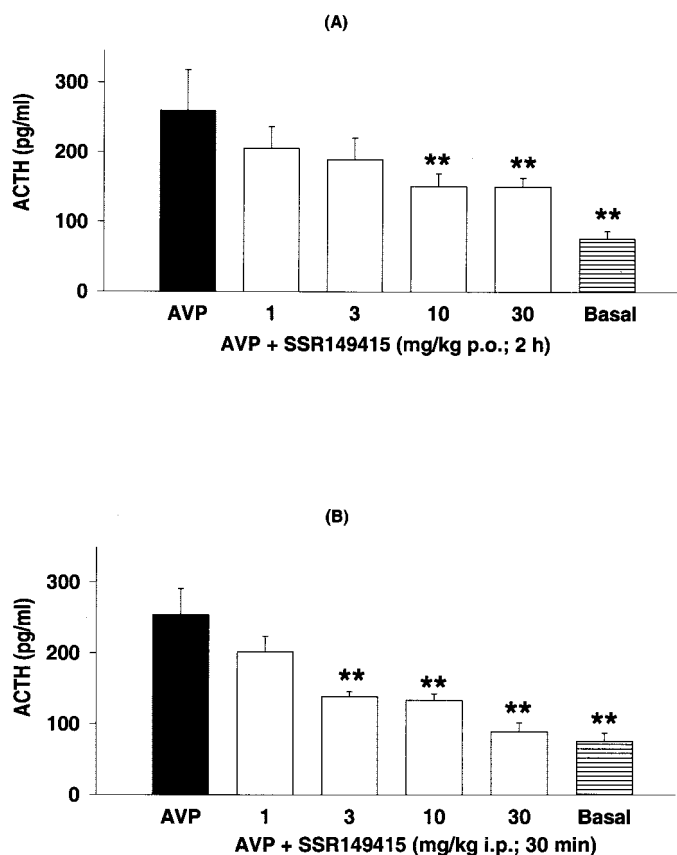 (A)
ACTH (pg/ml)
300
200
100
0
** ** **
AVP 1 3 10 30 Basal
AVP + SSR149415 (mg/kg p.o.; 2 h)
(B)
ACTH (pg/ml)
300
200
100
0
** ** ** **
AVP 1 3 10 30 Basal
AVP + SSR149415 (mg/kg i.p.; 30 min)